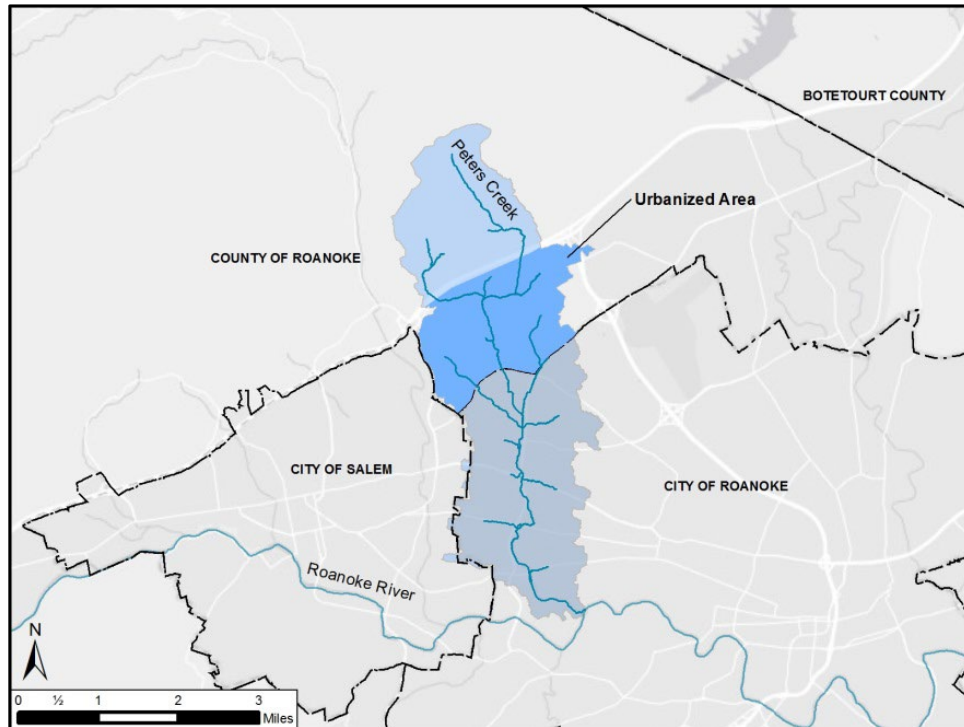 BOTETOURT COUNTY
Peters Creek
Urbanized Area
COUNTY OF ROANOKE
CITY OF SALEM
CITY OF ROANOKE
Roanoke River
N
0 ½ 1 2 3
Miles